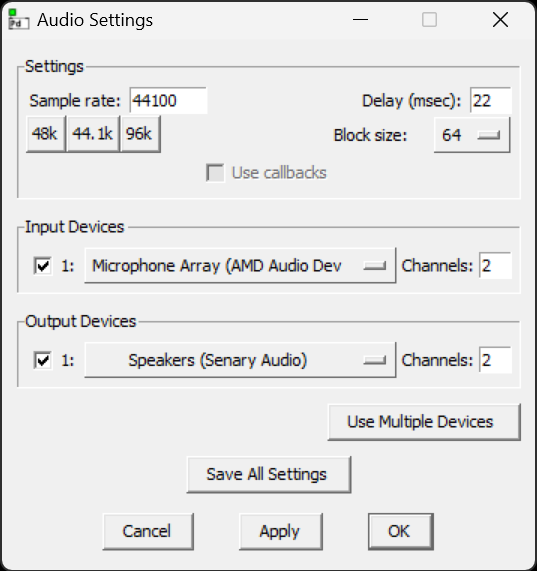 Pd Audio Settings
Settings
Sample rate: 44100 Delay (msec): 22
48k 44.1k 96k Block size: 64
Use callbacks
Input Devices
1: Microphone Array (AMD Audio Dev Channels: 2
Output Devices
1: Speakers (Senary Audio) Channels: 2
Use Multiple Devices
Save All Settings
Cancel Apply OK